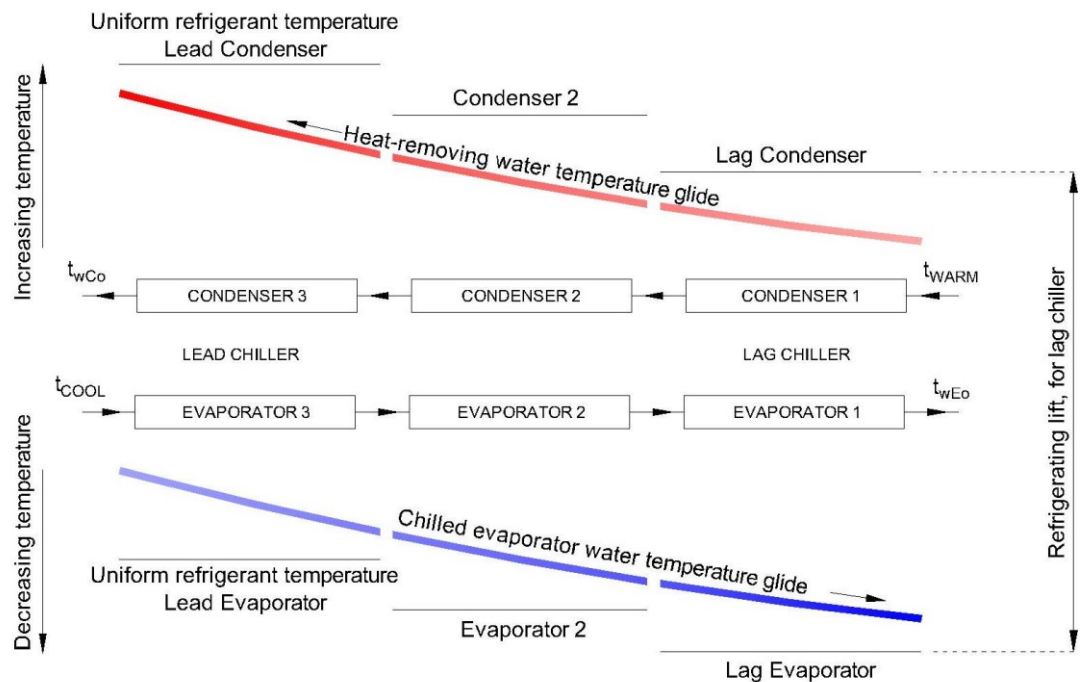 Uniform refrigerant temperature
Lead Condenser
Condenser 2
Lag Condenser
Heat-removing water temperature glide
Increasing temperature
t_wCo
CONDENSER 3
CONDENSER 2
CONDENSER 1
t_WARM
LEAD CHILLER
LAG CHILLER
t_COOL
EVAPORATOR 3
EVAPORATOR 2
EVAPORATOR 1
t_wEo
Decreasing temperature
Chilled evaporator water temperature glide
Uniform refrigerant temperature
Lead Evaporator
Evaporator 2
Lag Evaporator
Refrigerating lift, for lag chiller